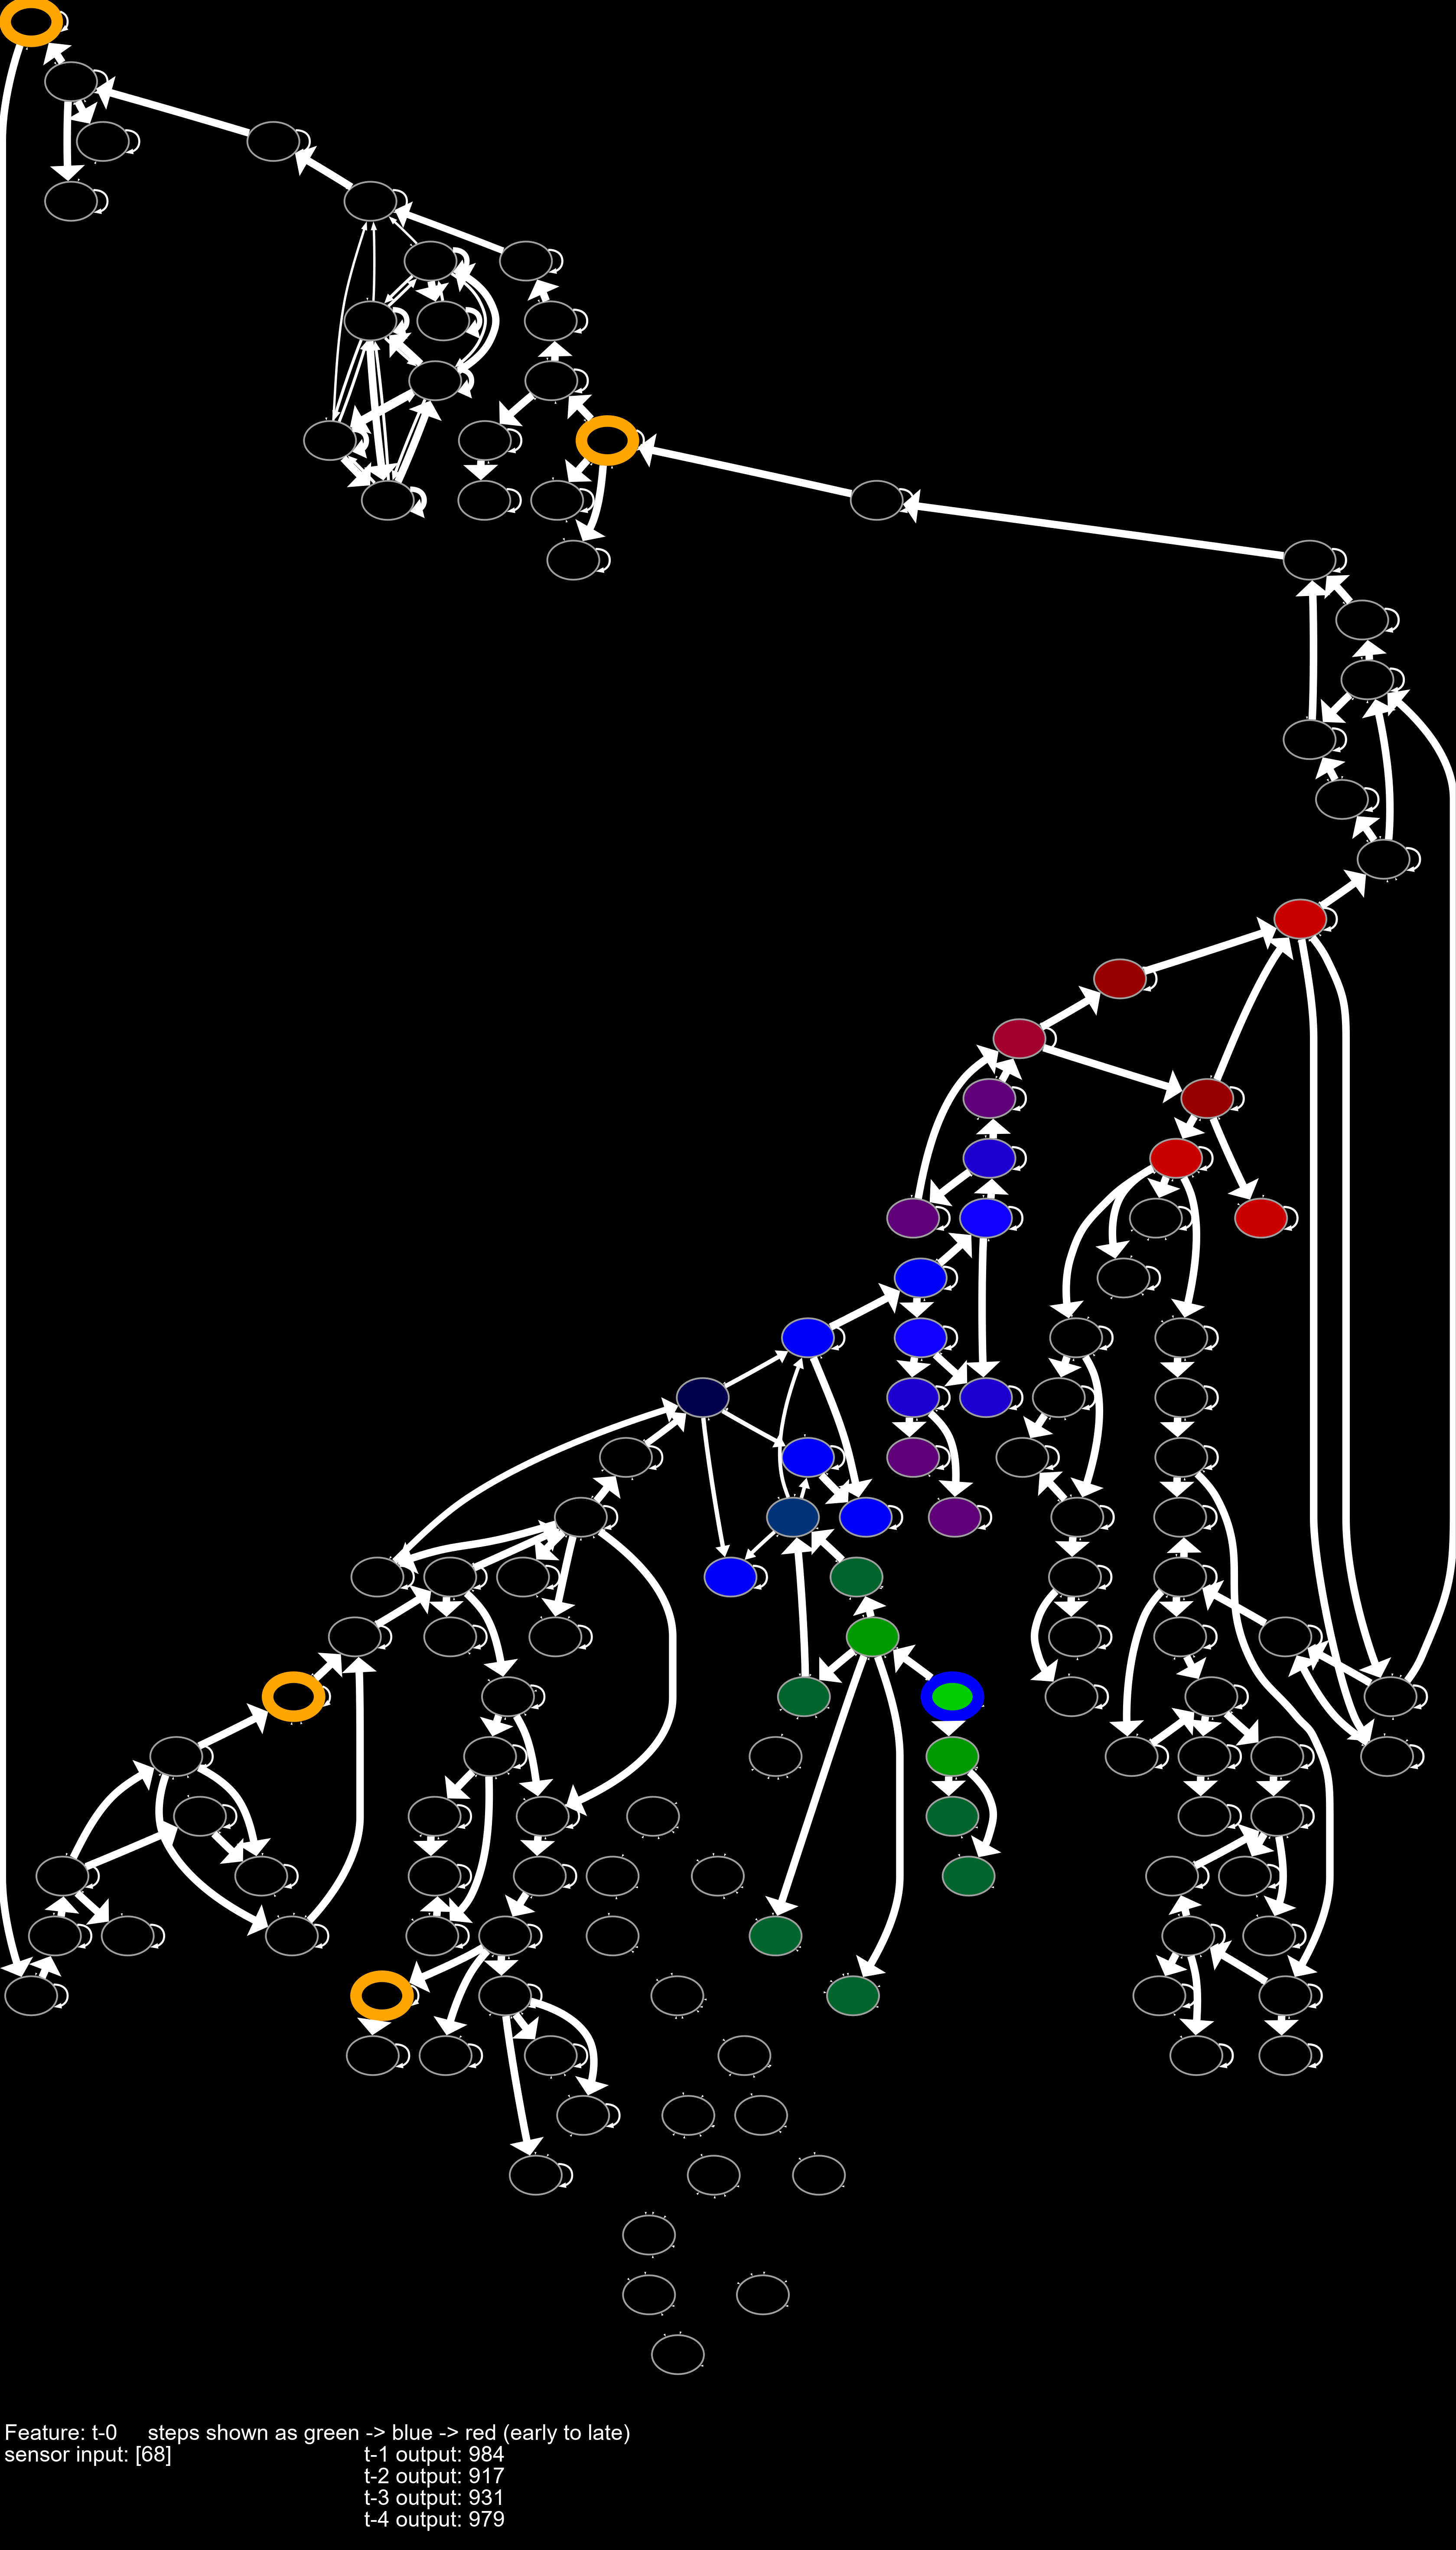 Feature: t-0 steps shown as green -> blue -> red (early to late)
sensor input: [68] t-1 output: 984
t-2 output: 917
t-3 output: 931
t-4 output: 979